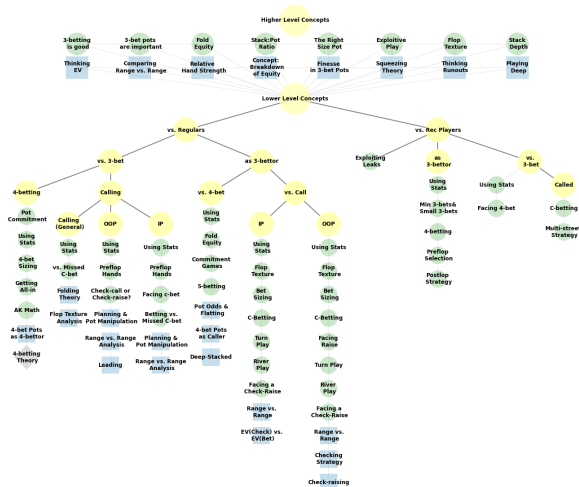 Higher Level Concepts
3-betting
is good
3-bet pots
are important
Fold
Equity
Stack:Pot
Ratio
The Right
Size Pot
Exploitive
Play
Flop
Texture
Stack
Depth
Thinking
EV
Comparing
Range vs. Range
Relative
Hand Strength
Concept:
Breakdown
of Equity
Finesse
in 3-bet Pots
Squeezing
Theory
Thinking
Runouts
Playing
Deep
Lower Level Concepts
vs. Regulars
vs. Rec Players
vs. 3-bet
as 3-bettor
Exploiting
Leaks
as
3-bettor
vs.
3-bet
4-betting
Calling
vs. 4-bet
vs. Call
Using
Stats
Using Stats
Called
Pot
Commitment
Calling
(General)
OOP
IP
Using
Stats
IP
OOP
Min 3-bets&
Small 3-bets
Facing 4-bet
C-betting
Using
Stats
Using
Stats
Using
Stats
Using Stats
Fold
Equity
Using
Stats
Using Stats
4-betting
Multi-street
Strategy
4-bet
Sizing
vs. Missed
C-bet
Preflop
Hands
Preflop
Hands
Commitment
Games
Flop
Texture
Flop
Texture
Preflop
Selection
Getting
All-in
Folding
Theory
Check-call or
Check-raise?
Facing c-bet
5-betting
Bet
Sizing
Bet
Sizing
Postlop
Strategy
AK Math
Flop Texture
Analysis
Planning &
Pot Manipulation
Betting vs.
Missed C-bet
Pot Odds &
Flatting
C-Betting
C-Betting
4-bet Pots
as 4-bettor
Range vs. Range
Analysis
Planning &
Pot Manipulation
4-bet Pots
as Caller
Turn
Play
Facing
Raise
4-betting
Theory
Leading
Range vs. Range
Analysis
Deep-Stacked
River
Play
Turn Play
Facing a
Check-Raise
River
Play
Range vs.
Range
Facing a
Check-Raise
EV(Check) vs.
EV(Bet)
Range vs.
Range
Checking
Strategy
Check-raising